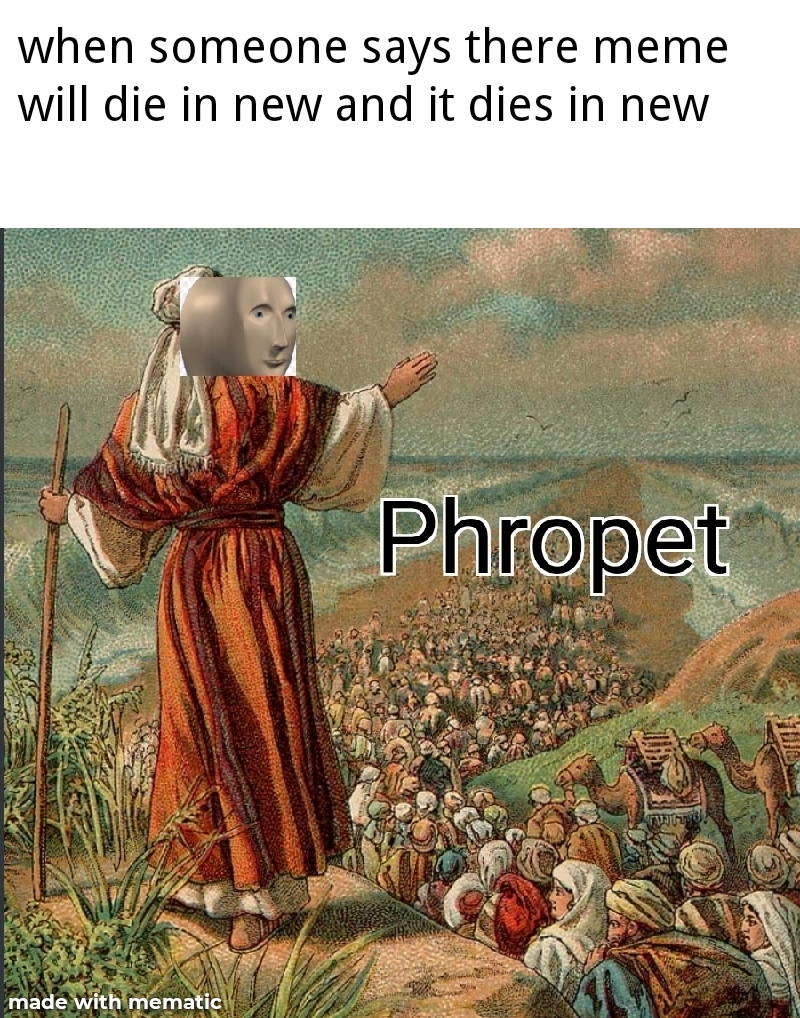 when someone says there meme
will die in new and it dies in new
Phropet
made with mematic